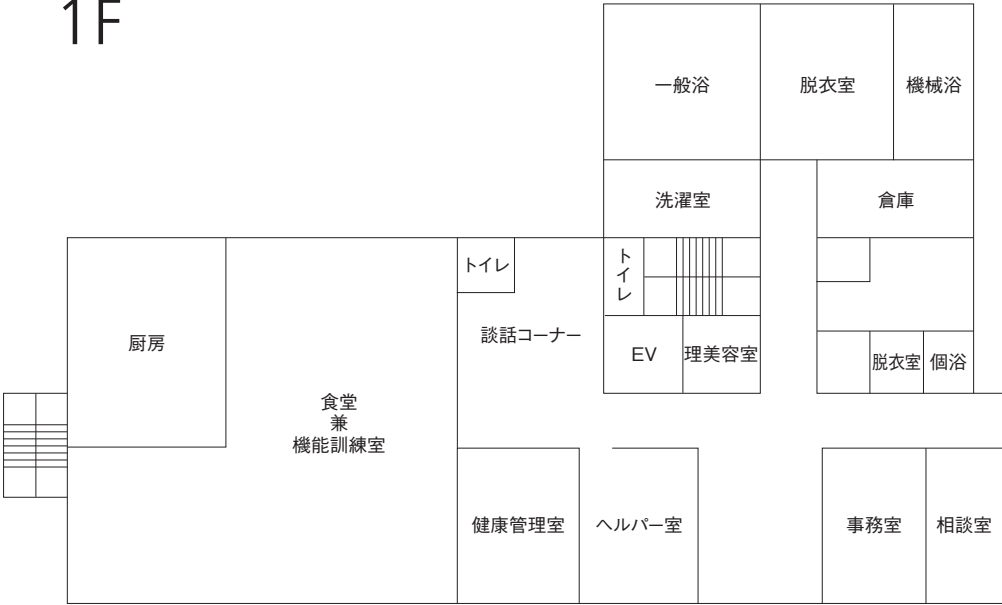 1F
一般浴
脱衣室
機械浴
洗濯室
倉庫
トイレ
トイレ
談話コーナー
厨房
EV
理美容室
脱衣室
個浴
食堂
兼
機能訓練室
健康管理室
ヘルパー室
事務室
相談室